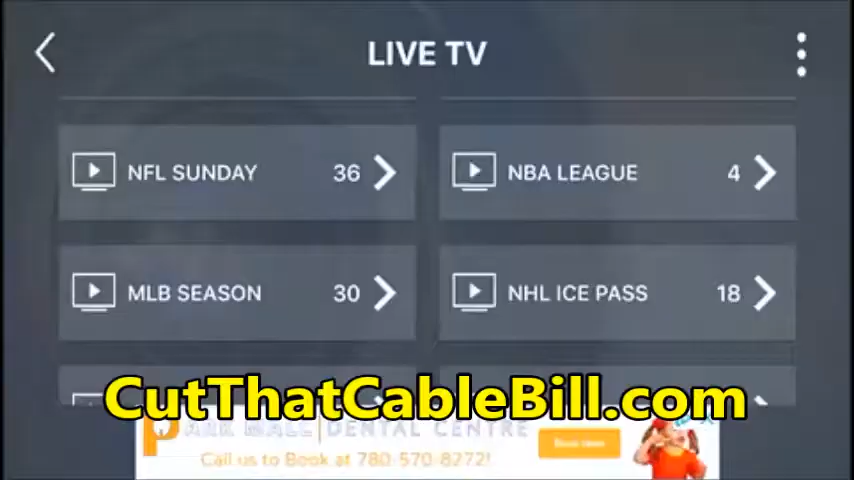 LIVE TV
NFL SUNDAY 36
NBA LEAGUE 4
MLB SEASON 30
NHL ICE PASS 18
CutThatCableBill.com
DENTAL CENTRE
Book now
Call us to Book at 780-570-8272!